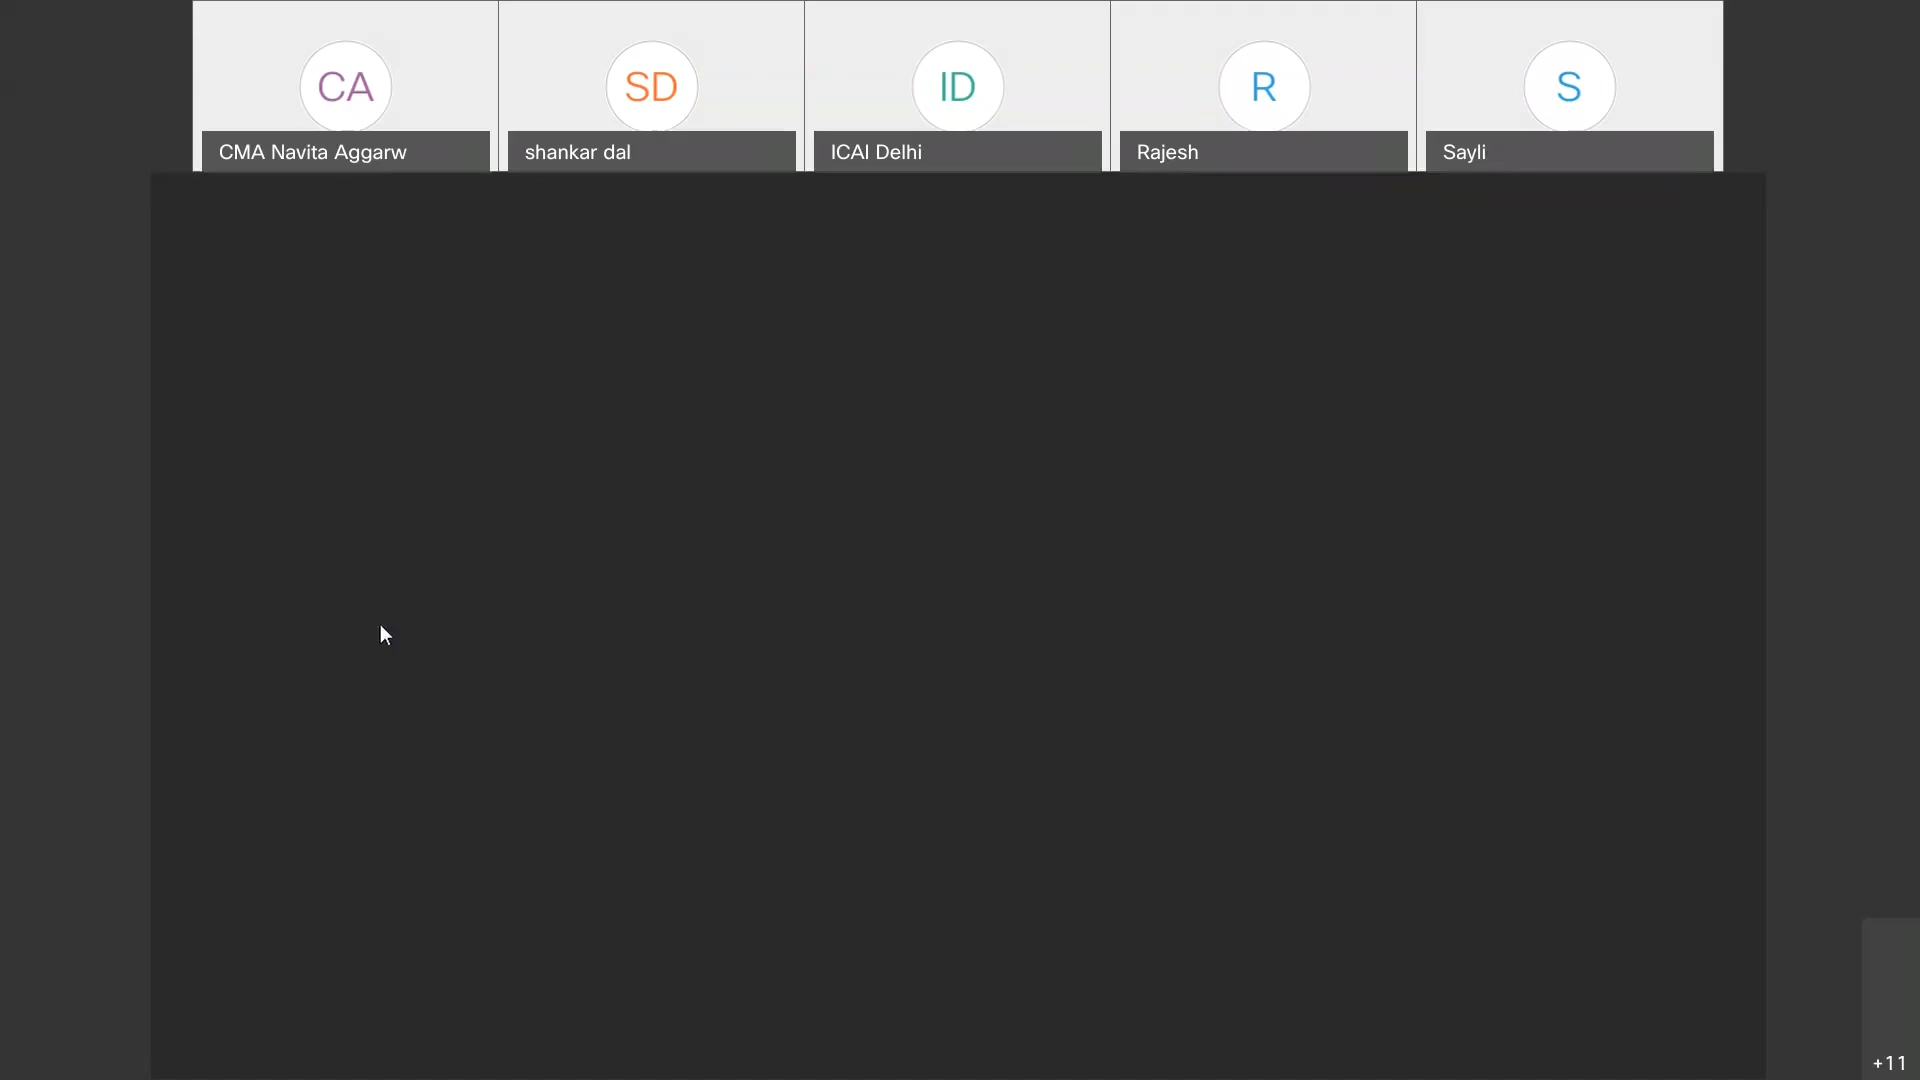 CA
SD
ID
R
S
CMA Navita Aggarw
shankar dal
ICAI Delhi
Rajesh
Sayli
+11